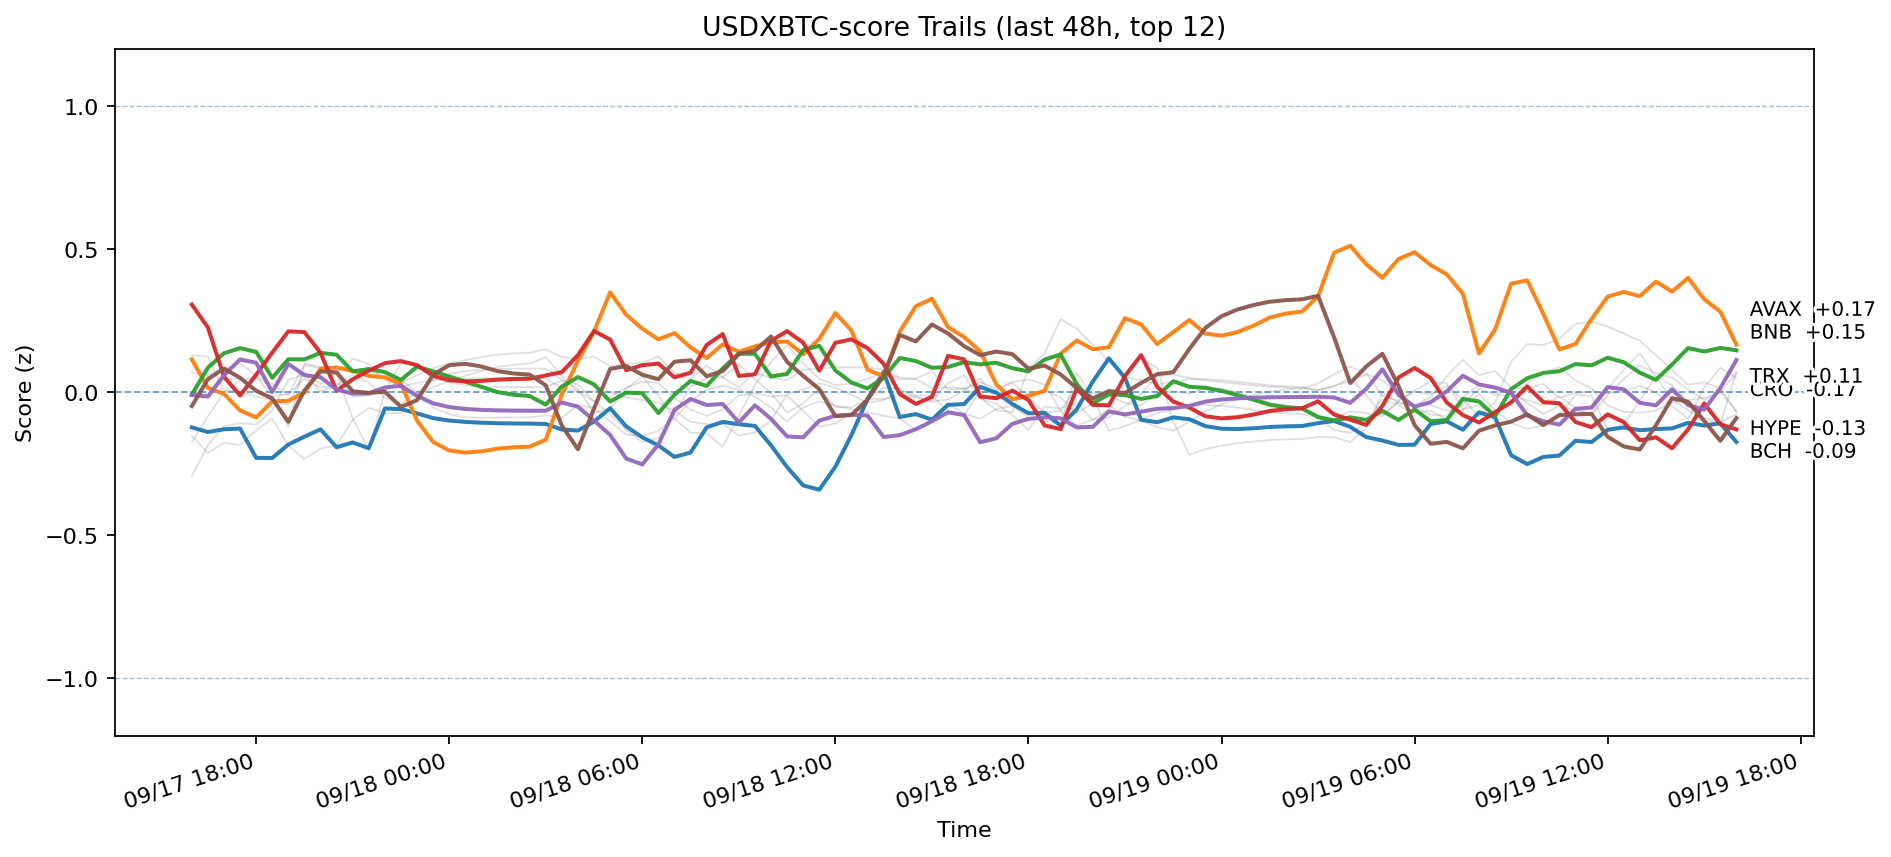 USDXBTC-score Trails (last 48h, top 12)
Score (z)
1.0
0.5
0.0
−0.5
−1.0
AVAX +0.17
BNB +0.15
TRX +0.11
CRO -0.17
HYPE -0.13
BCH -0.09
09/17 18:00
09/18 00:00
09/18 06:00
09/18 12:00
09/18 18:00
09/19 00:00
09/19 06:00
09/19 12:00
09/19 18:00
Time